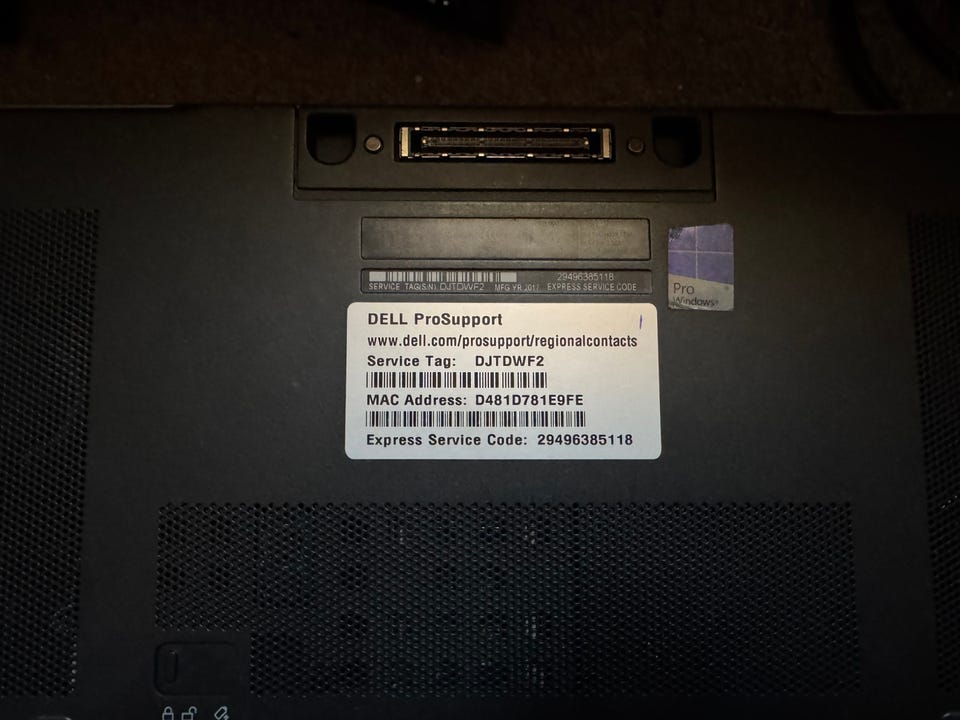 29496385118
SERVICE TAG(S/N) DJTDWF2 MFG YR J017 EXPRESS SERVICE CODE
Pro
Windows
DELL ProSupport
www.dell.com/prosupport/regionalcontacts
Service Tag: DJTDWF2
MAC Address: D481D781E9FE
Express Service Code: 29496385118